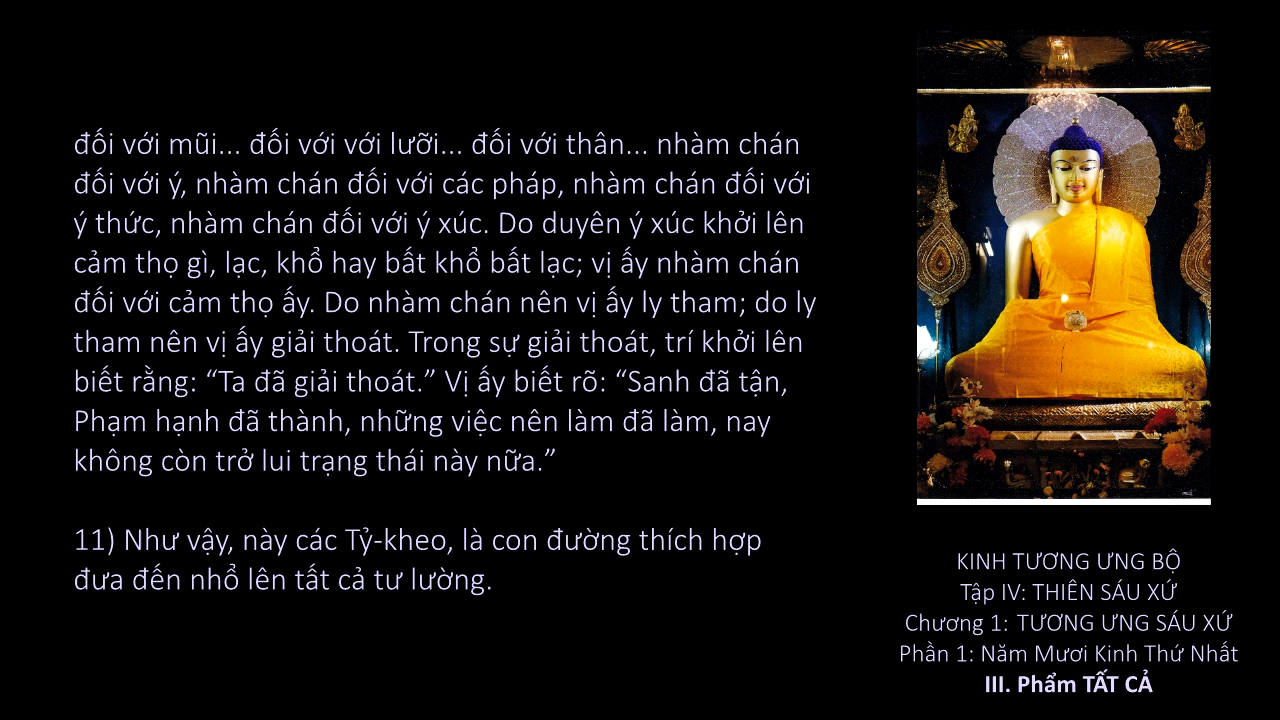 đối với mũi... đối với với lưỡi... đối với thân... nhàm chán
đối với ý, nhàm chán đối với các pháp, nhàm chán đối với
ý thức, nhàm chán đối với ý xúc. Do duyên ý xúc khởi lên
cảm thọ gì, lạc, khổ hay bất khổ bất lạc; vị ấy nhàm chán
đối với cảm thọ ấy. Do nhàm chán nên vị ấy ly tham; do ly
tham nên vị ấy giải thoát. Trong sự giải thoát, trí khởi lên
biết rằng: “Ta đã giải thoát.” Vị ấy biết rõ: “Sanh đã tận,
Phạm hạnh đã thành, những việc nên làm đã làm, nay
không còn trở lui trạng thái này nữa.”
11) Như vậy, này các Tỷ-kheo, là con đường thích hợp
đưa đến nhổ lên tất cả tư lường.
KINH TƯƠNG ƯNG BỘ
Tập IV: THIÊN SÁU XỨ
Chương 1: TƯƠNG ƯNG SÁU XỨ
Phần 1: Năm Mươi Kinh Thứ Nhất
III. Phẩm TẤT CẢ